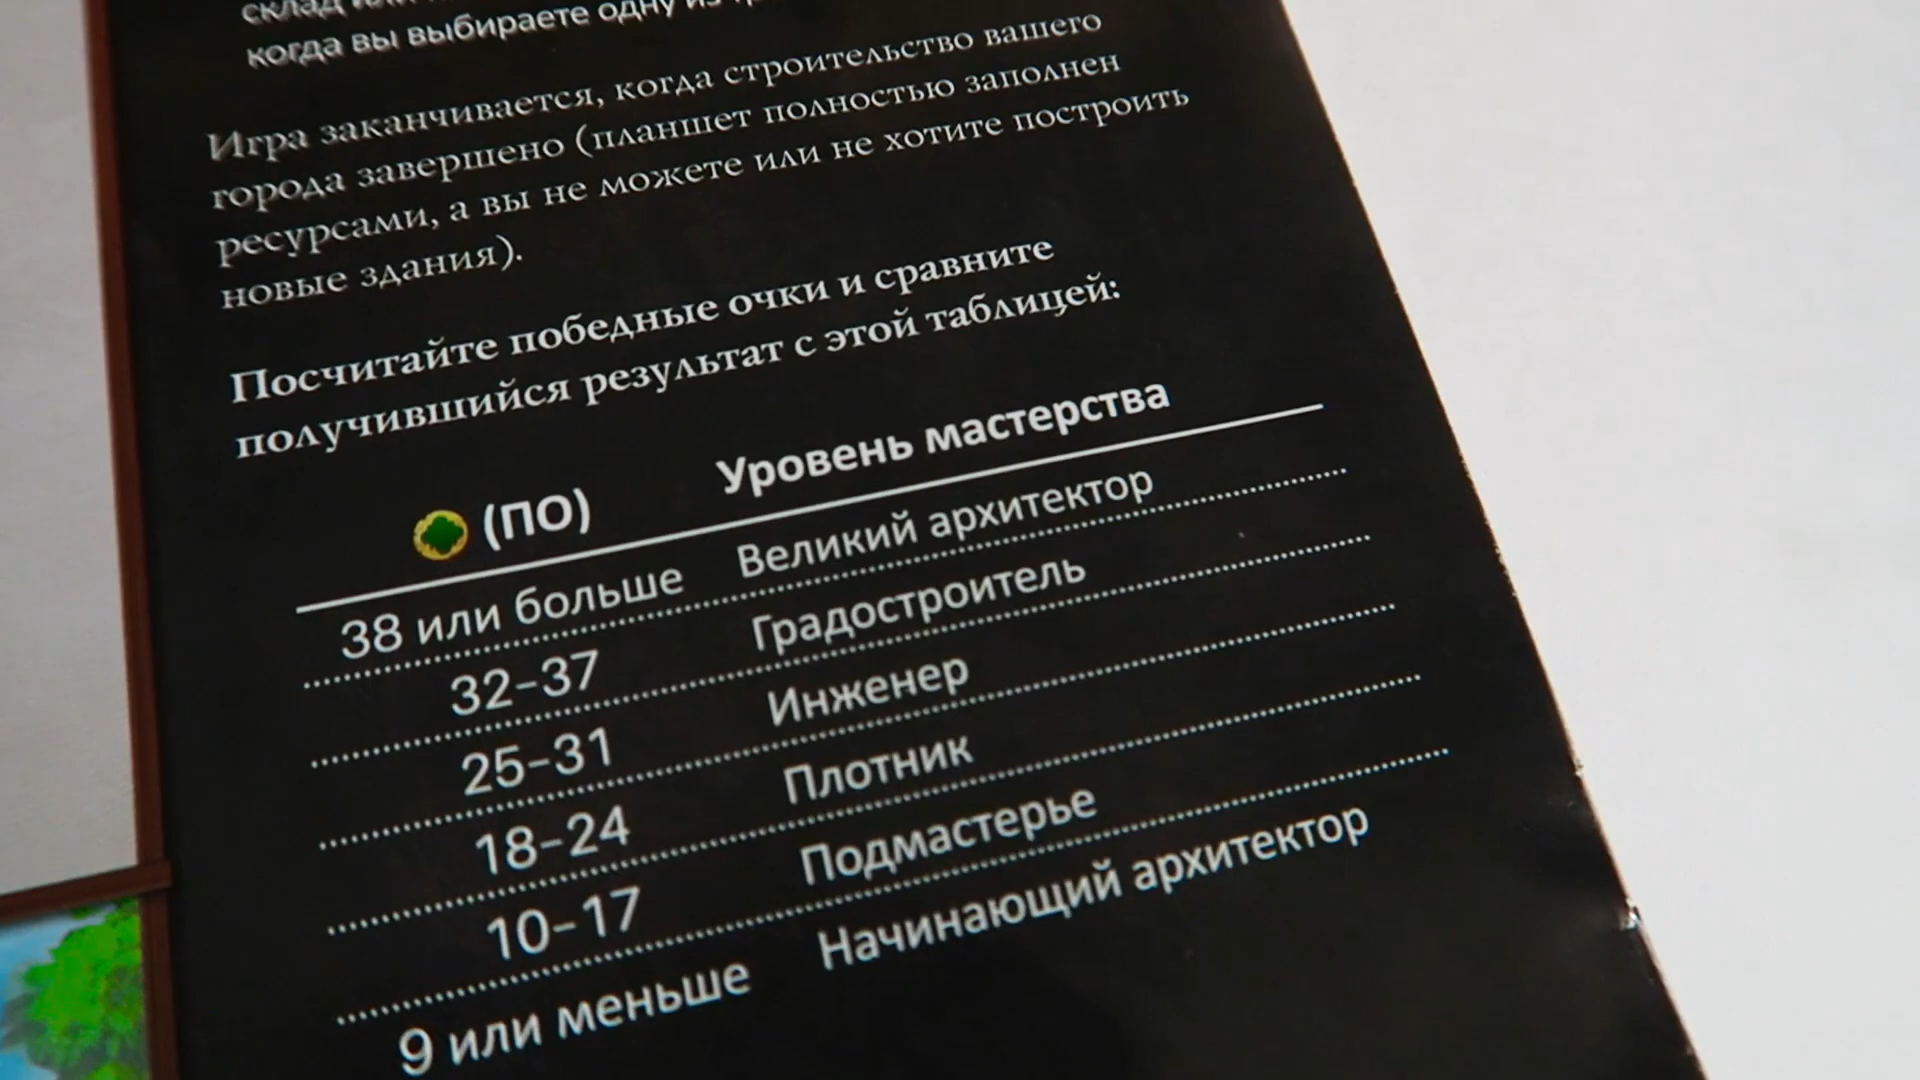 склад или
когда вы выбираете одну из
Игра заканчивается, когда строительство вашего
города завершено (планшет полностью заполнен
ресурсами, а вы не можете или не хотите построить
новые здания).
Посчитайте победные очки и сравните
получившийся результат с этой таблицей:
(ПО) Уровень мастерства
38 или больше Великий архитектор
32-37 Градостроитель
25-31 Инженер
18-24 Плотник
10-17 Подмастерье
9 или меньше Начинающий архитектор